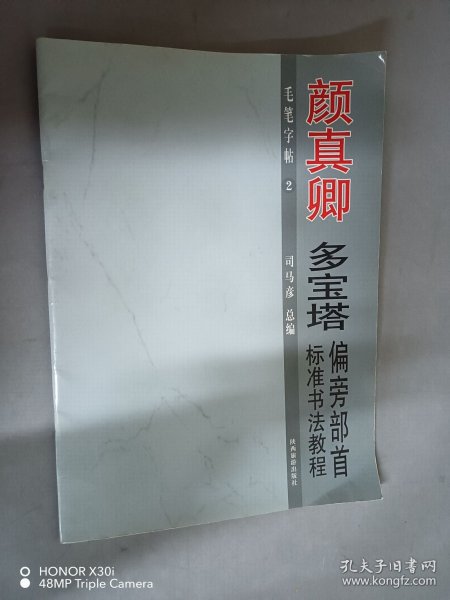 颜真卿
多宝塔
偏旁部首
标准书法教程
毛笔字帖 2
司马彦 总编
陕西旅游出版社
HONOR X30i
48MP Triple Camera
孔夫子旧书网
www.kongfz.com